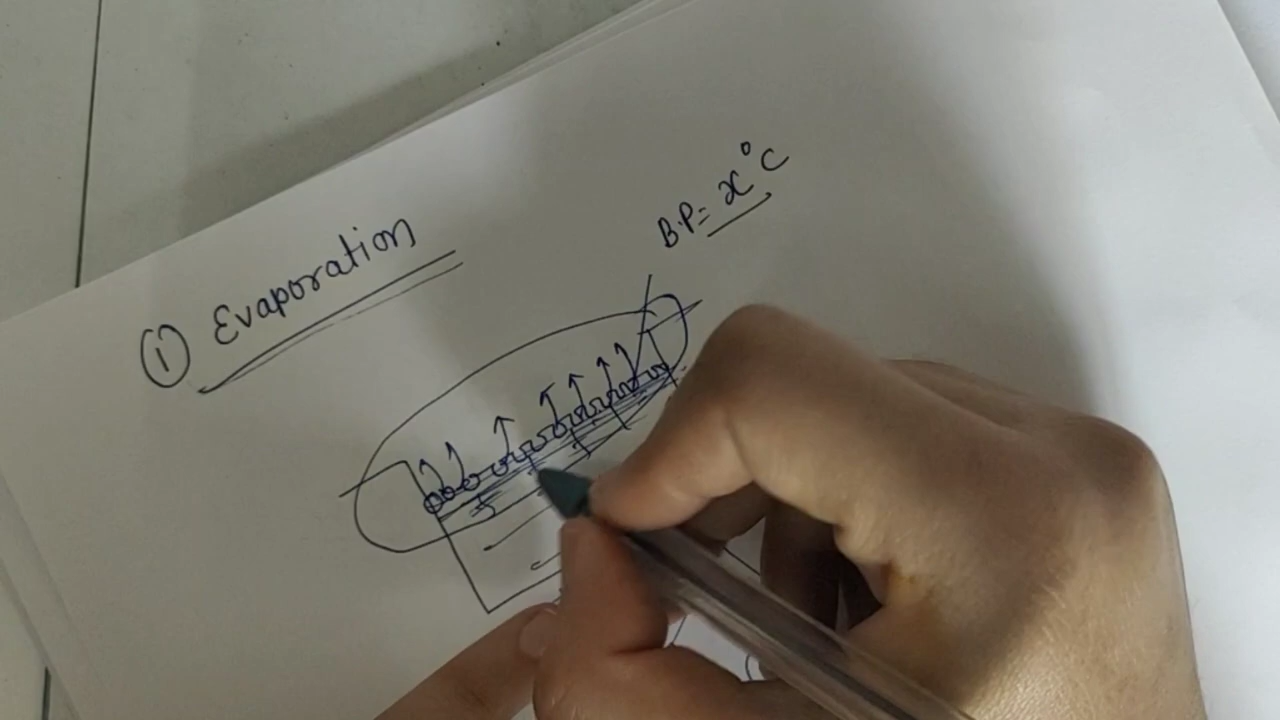 ① Evaporation
B.P= x°C